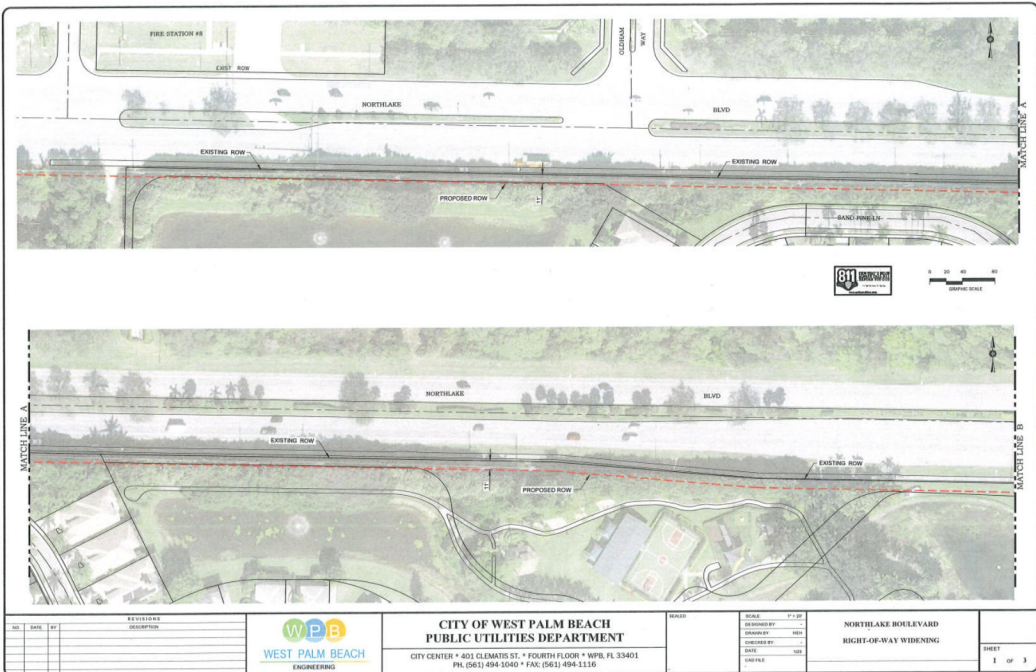 FIRE STATION #8
EXIST ROW
OLDHAM WAY
NORTHLAKE BLVD
EXISTING ROW
EXISTING ROW
PROPOSED ROW
11'
SAND PINE LN
MATCH LINE A
811
0 20 40 80
GRAPHIC SCALE
MATCH LINE A
NORTHLAKE BLVD
EXISTING ROW
EXISTING ROW
11'
PROPOSED ROW
MATCH LINE B
REVISIONS
NO. DATE BY DESCRIPTION
WPB
WEST PALM BEACH
ENGINEERING
CITY OF WEST PALM BEACH
PUBLIC UTILITIES DEPARTMENT
CITY CENTER * 401 CLEMATIS ST. * FOURTH FLOOR * WPB, FL 33401
PH. (561) 494-1040 * FAX: (561) 494-1116
SEALED
SCALE:
DESIGNED BY -
DRAWN BY
CHECKED BY -
DATE
CAD FILE
NORTHLAKE BOULEVARD
RIGHT-OF-WAY WIDENING
SHEET
1 OF 3